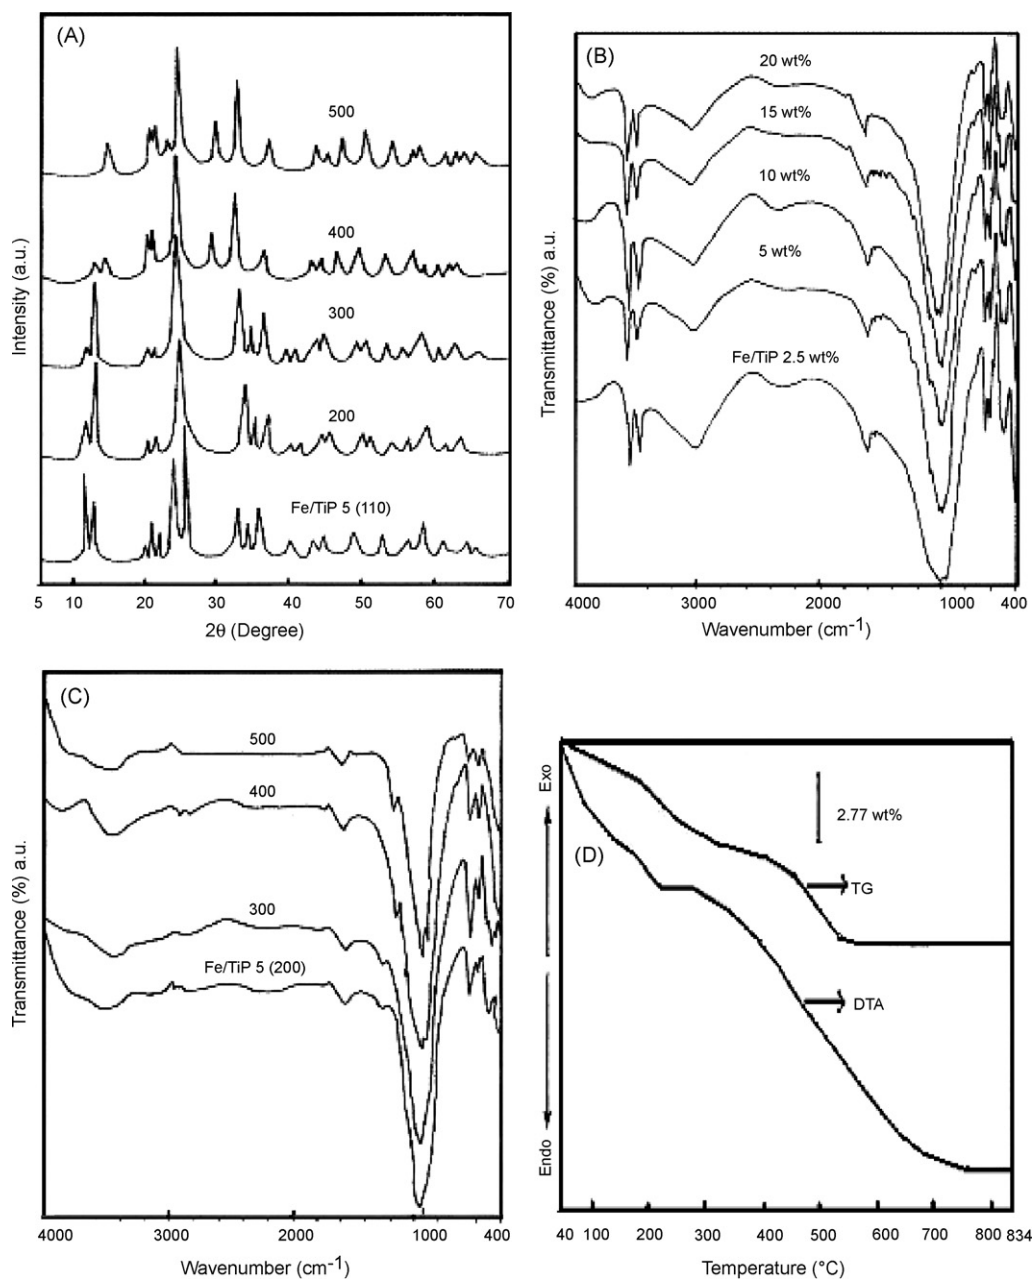 (A)
500
400
300
200
Fe/TiP 5 (110)
Intensity (a.u.)
5 10 20 30 40 50 60 70
2θ (Degree)
(B)
20 wt%
15 wt%
10 wt%
5 wt%
Fe/TiP 2.5 wt%
Transmittance (%) a.u.
4000 3000 2000 1000 400
Wavenumber (cm-1)
(C)
500
400
300
Fe/TiP 5 (200)
Transmittance (%) a.u.
4000 3000 2000 1000 400
Wavenumber (cm-1)
Exo
2.77 wt%
(D)
TG
DTA
Endo
40 100 200 300 400 500 600 700 800 834
Temperature (°C)